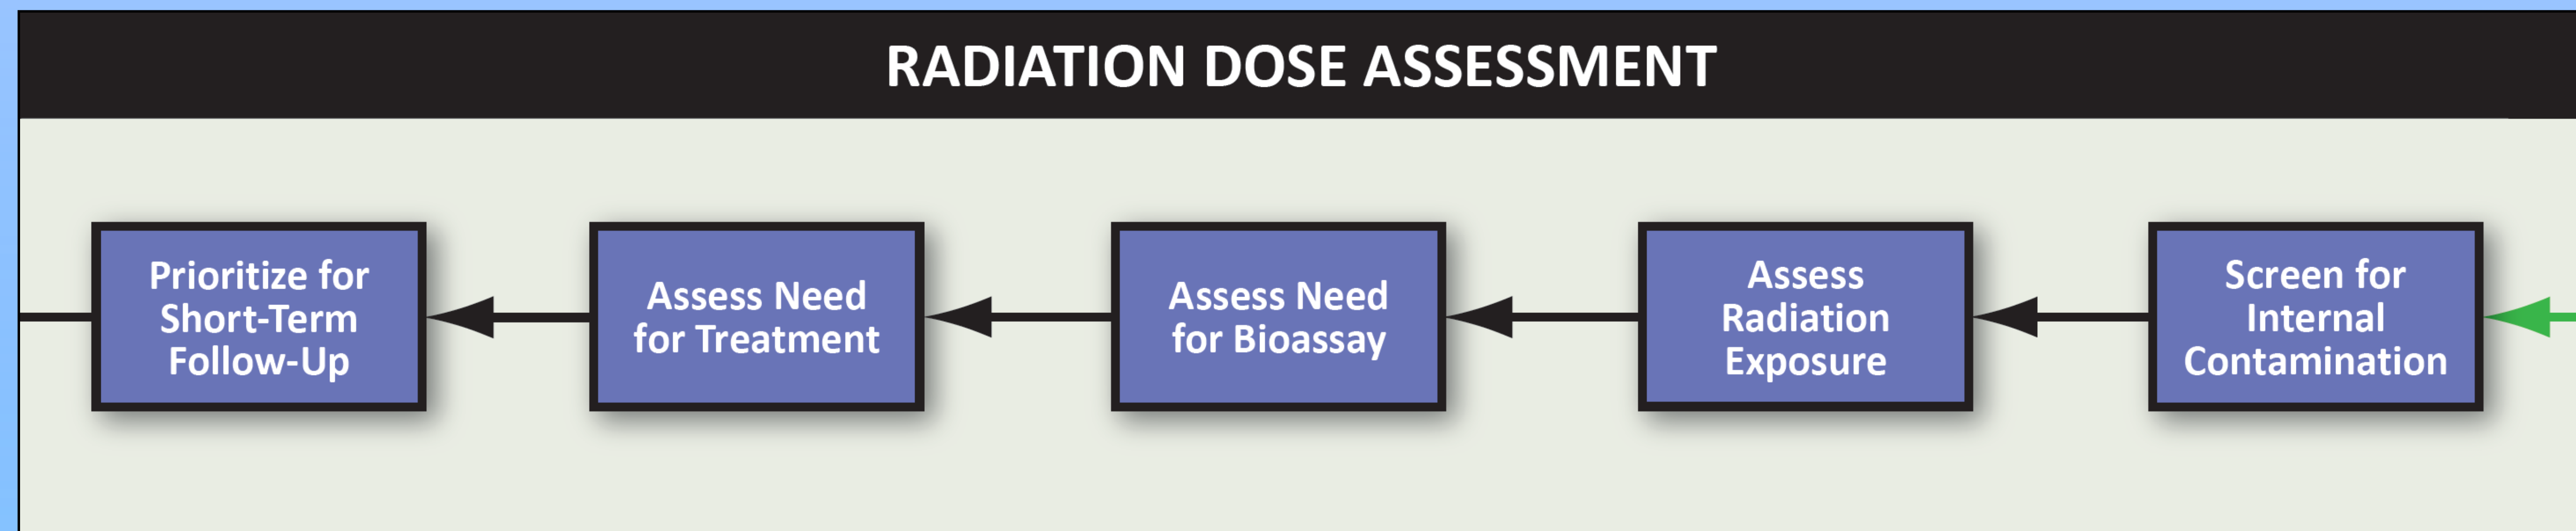 RADIATION DOSE ASSESSMENT
Prioritize for
Short-Term
Follow-Up
Assess Need
for Treatment
Assess Need
for Bioassay
Assess
Radiation
Exposure
Screen for
Internal
Contamination